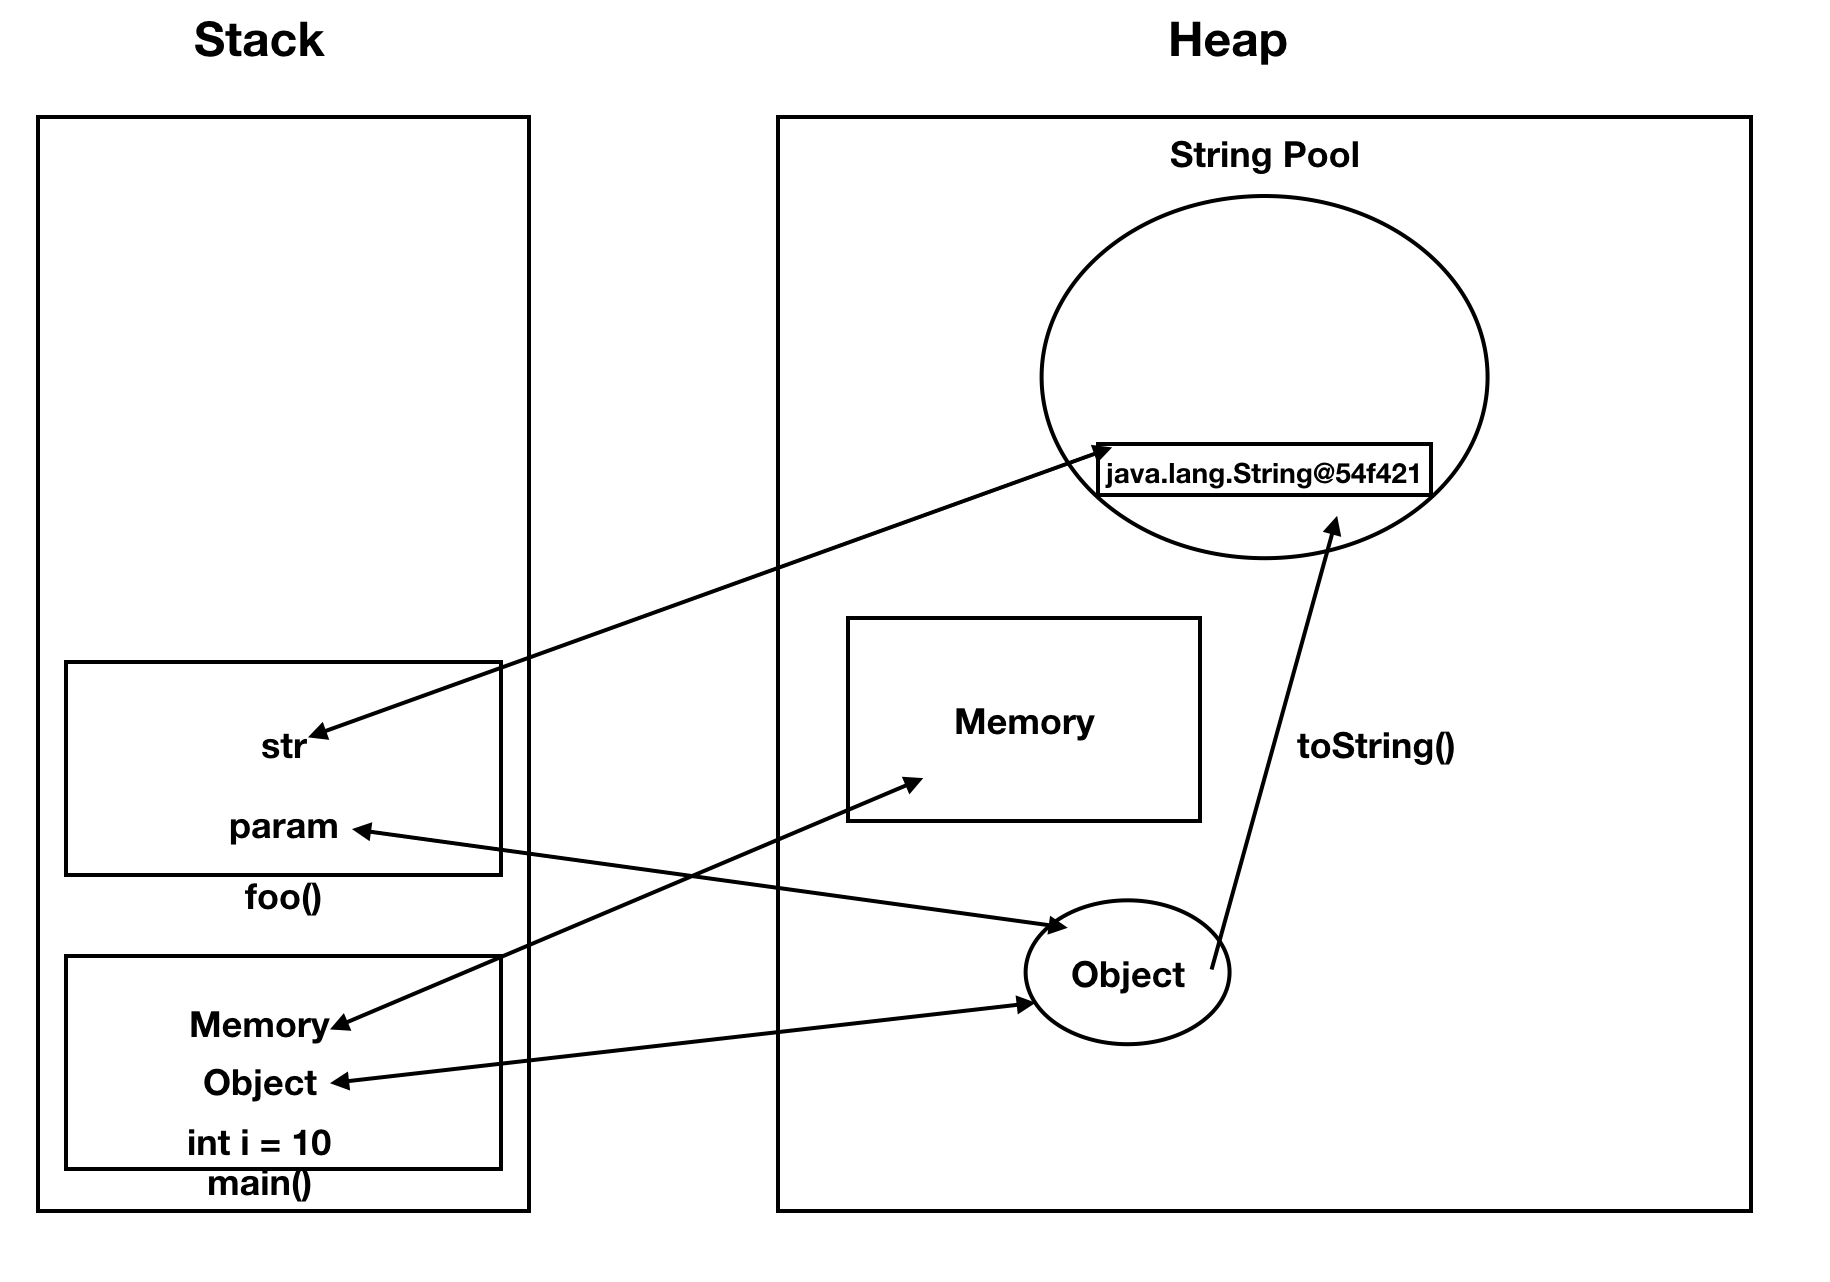 Stack
Heap
String Pool
java.lang.String@54f421
str
param
foo()
Memory
toString()
Object
Memory
Object
int i = 10
main()